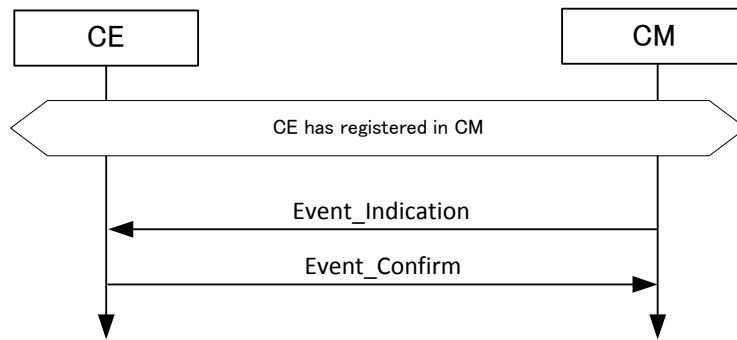 CE
CM
CE has registered in CM
Event_Indication
Event_Confirm